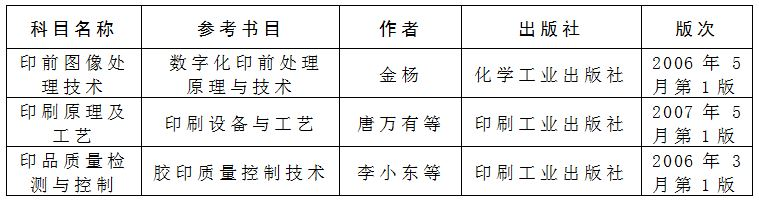 科目名称 参考书目 作者 出版社 版次
印前图像处 数字化印前处理 金杨 化学工业出版社 2006 年 5
理技术 原理与技术 月第 1 版
印刷原理及 印刷设备与工艺 唐万有等 印刷工业出版社 2007 年 5
工艺 月第 1 版
印品质量检 胶印质量控制技术 李小东等 印刷工业出版社 2006 年 3
测与控制 月第 1 版